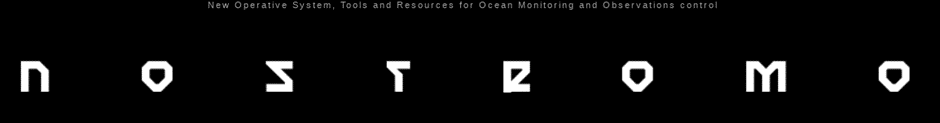 New Operative System, Tools and Resources for Ocean Monitoring and Observations control
NOSTROMO